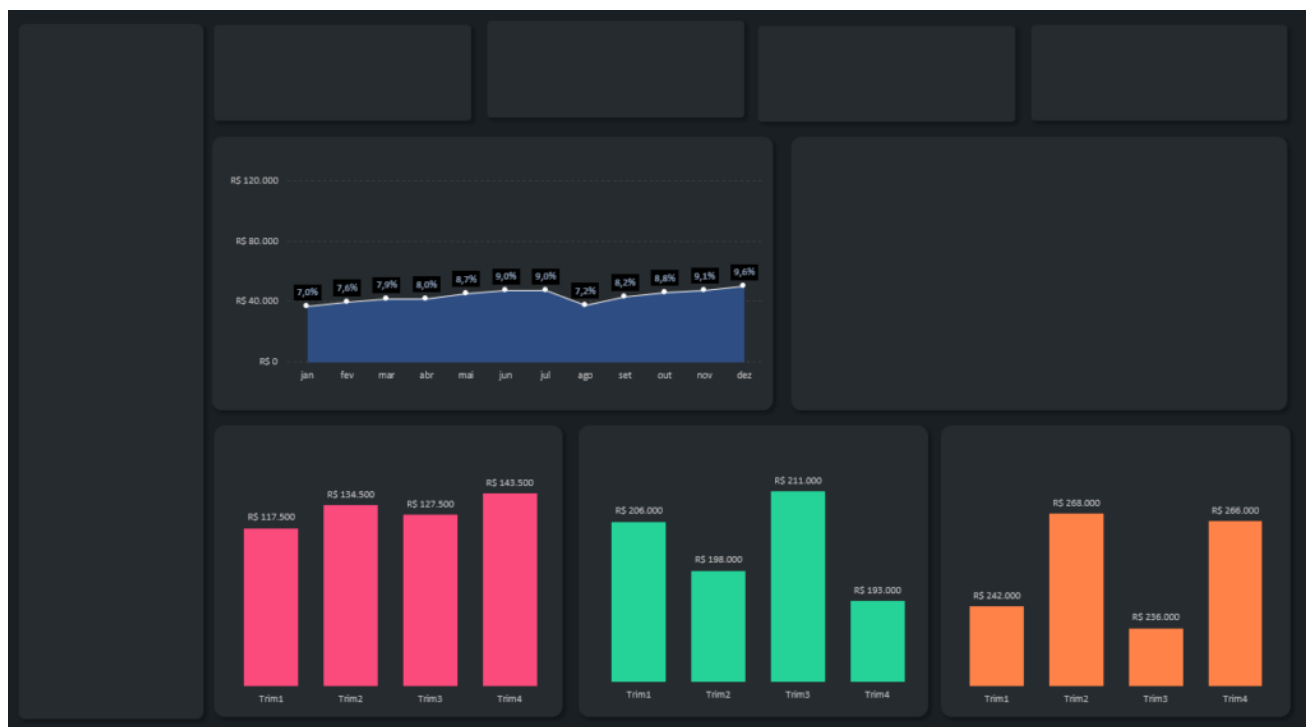 R$ 120.000
R$ 80.000
R$ 40.000
R$ 0
7,0% 7,6% 7,9% 8,0% 8,7% 9,0% 9,0% 7,2% 8,2% 8,8% 9,1% 9,6%
jan fev mar abr mai jun jul ago set out nov dez
R$ 117.500 R$ 134.500 R$ 127.500 R$ 143.500
Trim1 Trim2 Trim3 Trim4
R$ 206.000 R$ 198.000 R$ 211.000 R$ 193.000
Trim1 Trim2 Trim3 Trim4
R$ 242.000 R$ 268.000 R$ 236.000 R$ 266.000
Trim1 Trim2 Trim3 Trim4